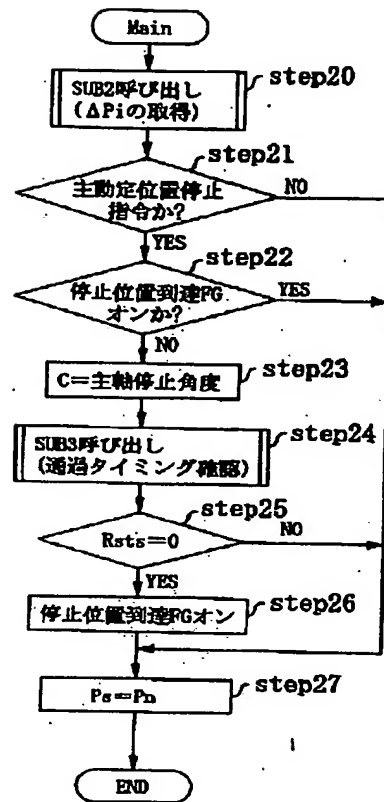 Main
SUB2呼び出し
(ΔPiの取得)
step20
step21
主動定位置停止
指令か?
NO
YES
step22
停止位置到達FG
オンか?
YES
NO
C=主軸停止角度
step23
SUB3呼び出し
(通過タイミング確認)
step24
step25
Rsts=0
NO
YES
停止位置到達FGオン
step26
Ps=Pn
step27
END